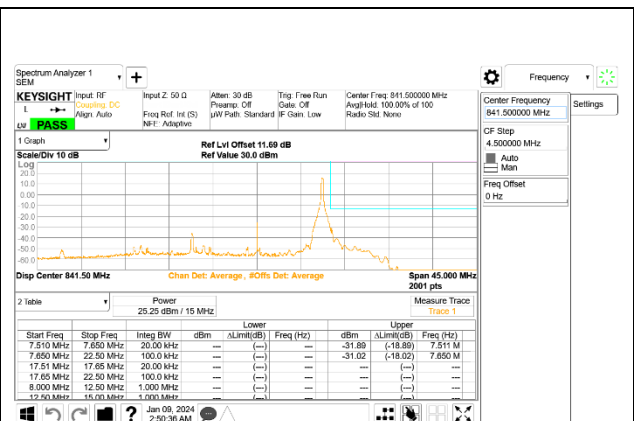 Spectrum Analyzer 1
SEM
Frequency
KEYSIGHT
Input: RF
Coupling: DC
Align: Auto
Input Z: 50 Ω
Freq Ref: Int (S)
NFE: Adaptive
Atten: 30 dB
Preamp: Off
µW Path: Standard
Trig: Free Run
Gate: Off
IF Gain: Low
Center Freq: 841.500000 MHz
Avg|Hold: 100.00% of 100
Radio Std: None
L
PASS
Center Frequency
841.500000 MHz
Settings
CF Step
4.500000 MHz
Auto
Man
Freq Offset
0 Hz
1 Graph
Scale/Div 10 dB
Ref Lvl Offset 11.69 dB
Ref Value 30.0 dBm
Log
20.0
10.0
0.00
-10.0
-20.0
-30.0
-40.0
-50.0
-60.0
Disp Center 841.50 MHz
Chan Det: Average, #Offs Det: Average
Span 45.000 MHz
2001 pts
2 Table
Power
25.25 dBm / 15 MHz
Measure Trace
Trace 1
Lower Upper
Start Freq Stop Freq Integ BW dBm ΔLimit(dB) Freq (Hz) dBm ΔLimit(dB) Freq (Hz)
7.510 MHz 7.650 MHz 20.00 kHz --- (---) --- -31.89 (-18.89) 7.511 M
7.650 MHz 22.50 MHz 100.0 kHz --- (---) --- -31.02 (-18.02) 7.650 M
17.51 MHz 17.65 MHz 20.00 kHz --- (---) --- --- (---) ---
17.65 MHz 22.50 MHz 100.0 kHz --- (---) --- --- (---) ---
8.000 MHz 12.50 MHz 1.000 MHz --- (---) --- --- (---) ---
12.50 MHz 15.00 MHz 1.000 MHz --- (---) --- --- (---) ---
?
Jan 09, 2024
2:50:36 AM